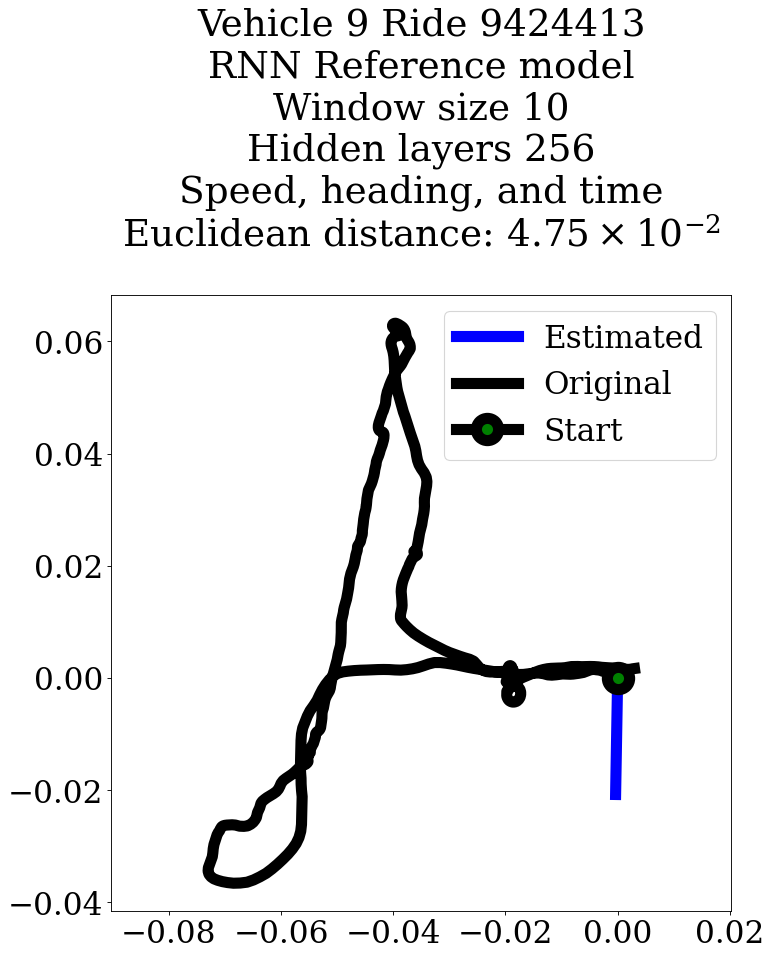 Vehicle 9 Ride 9424413
RNN Reference model
Window size 10
Hidden layers 256
Speed, heading, and time
Euclidean distance: 4.75 × 10⁻²
Estimated
Original
Start
0.06
0.04
0.02
0.00
−0.02
−0.04
−0.08 −0.06 −0.04 −0.02 0.00 0.02